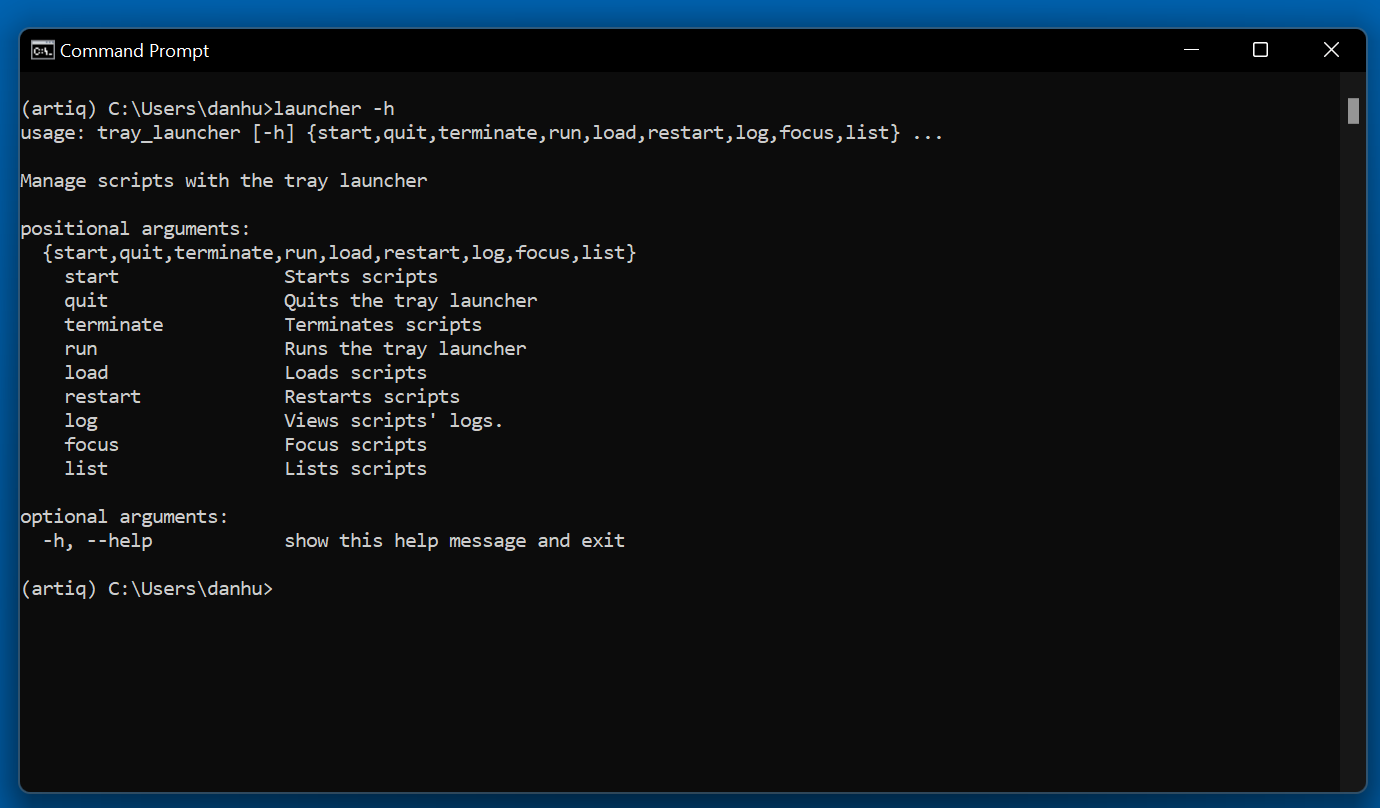 Command Prompt
(artiq) C:\Users\danhu>launcher -h
usage: tray_launcher [-h] {start,quit,terminate,run,load,restart,log,focus,list} ...
Manage scripts with the tray launcher
positional arguments:
  {start,quit,terminate,run,load,restart,log,focus,list}
    start               Starts scripts
    quit                Quits the tray launcher
    terminate           Terminates scripts
    run                 Runs the tray launcher
    load                Loads scripts
    restart             Restarts scripts
    log                 Views scripts' logs.
    focus               Focus scripts
    list                Lists scripts
optional arguments:
  -h, --help            show this help message and exit
(artiq) C:\Users\danhu>